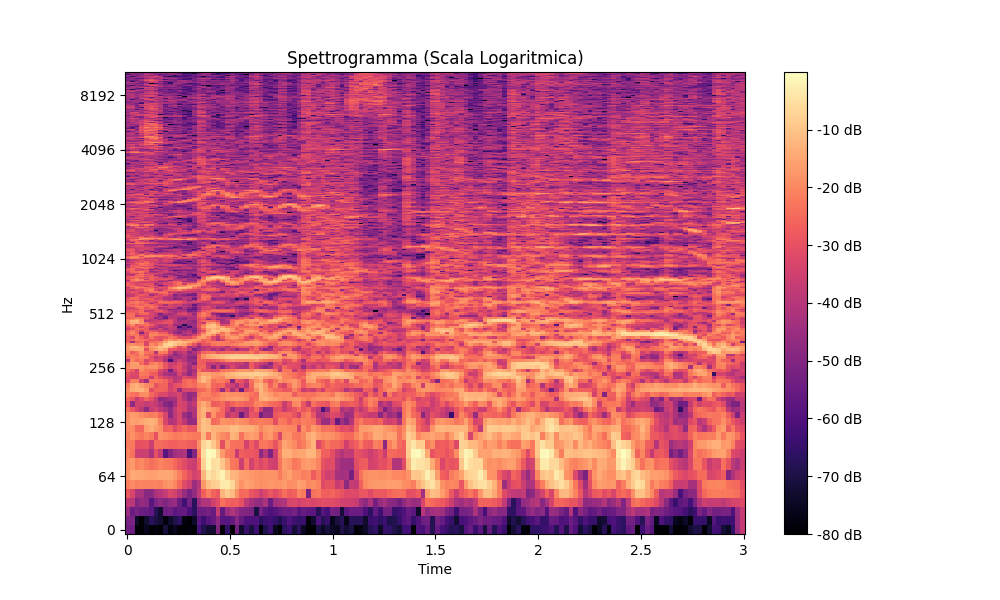 Spettrogramma (Scala Logaritmica)
Hz
8192
4096
2048
1024
512
256
128
64
0
0 0.5 1 1.5 2 2.5 3
Time
-10 dB
-20 dB
-30 dB
-40 dB
-50 dB
-60 dB
-70 dB
-80 dB